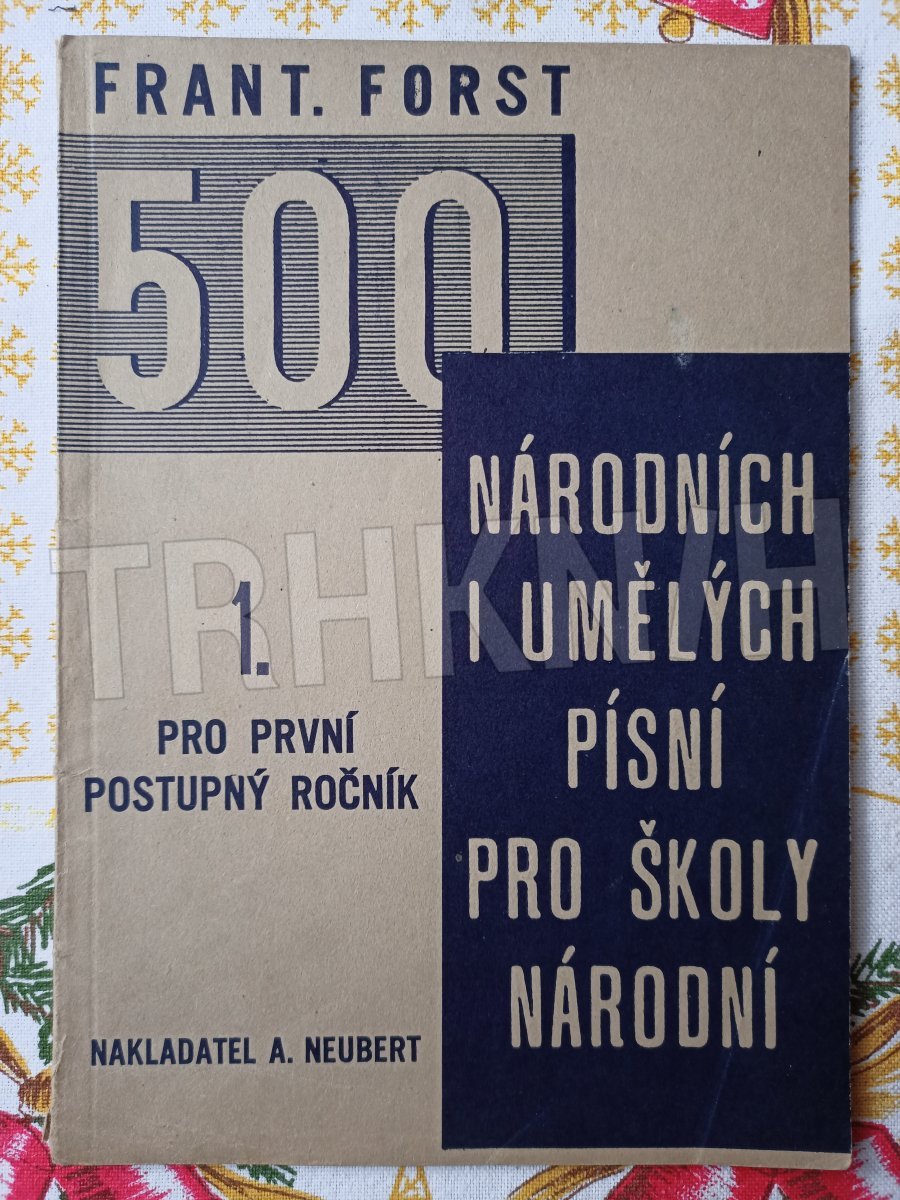 FRANT. FORST
500
NÁRODNÍCH
I UMĚLÝCH
PÍSNÍ
PRO ŠKOLY
NÁRODNÍ
1.
PRO PRVNÍ
POSTUPNÝ ROČNÍK
NAKLADATEL A. NEUBERT
TRHKNIH